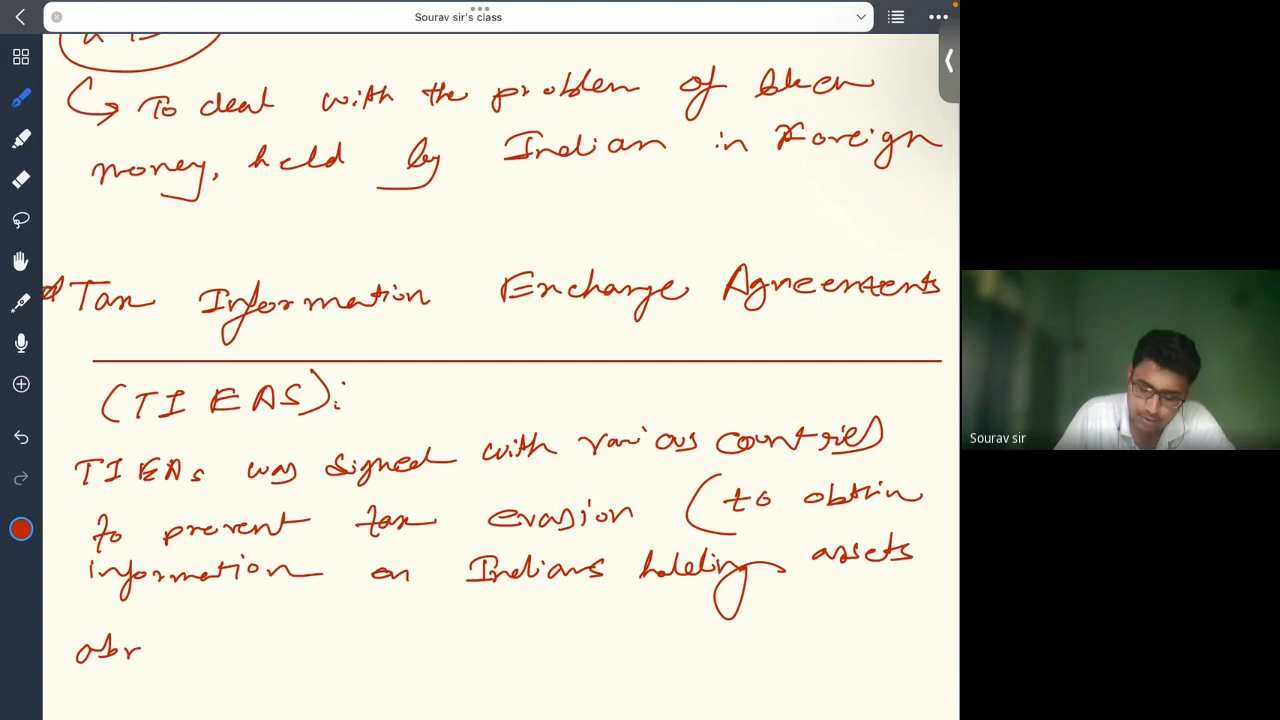 Sourav sir's class
To deal with the problem of
money, held by Indian in Foreign
Tax Information Exchange Agreements
(TIEAS):
TIEAs was signed with various countries
to prevent tax evasion (to obtain
information on Indians holding assets
abr
Sourav sir